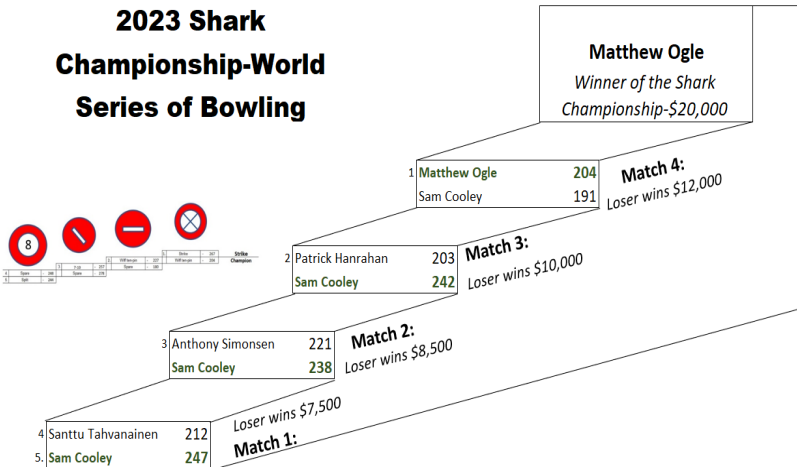 2023 Shark
Championship-World
Series of Bowling
Matthew Ogle
Winner of the Shark
Championship-$20,000
1 Matthew Ogle 204
Sam Cooley 191
Match 4:
Loser wins $12,000
2 Patrick Hanrahan 203
Sam Cooley 242
Match 3:
Loser wins $10,000
8
Strike
Champion
3 Anthony Simonsen 221
Sam Cooley 238
Match 2:
Loser wins $8,500
4 Santtu Tahvanainen 212
5. Sam Cooley 247
Loser wins $7,500
Match 1: